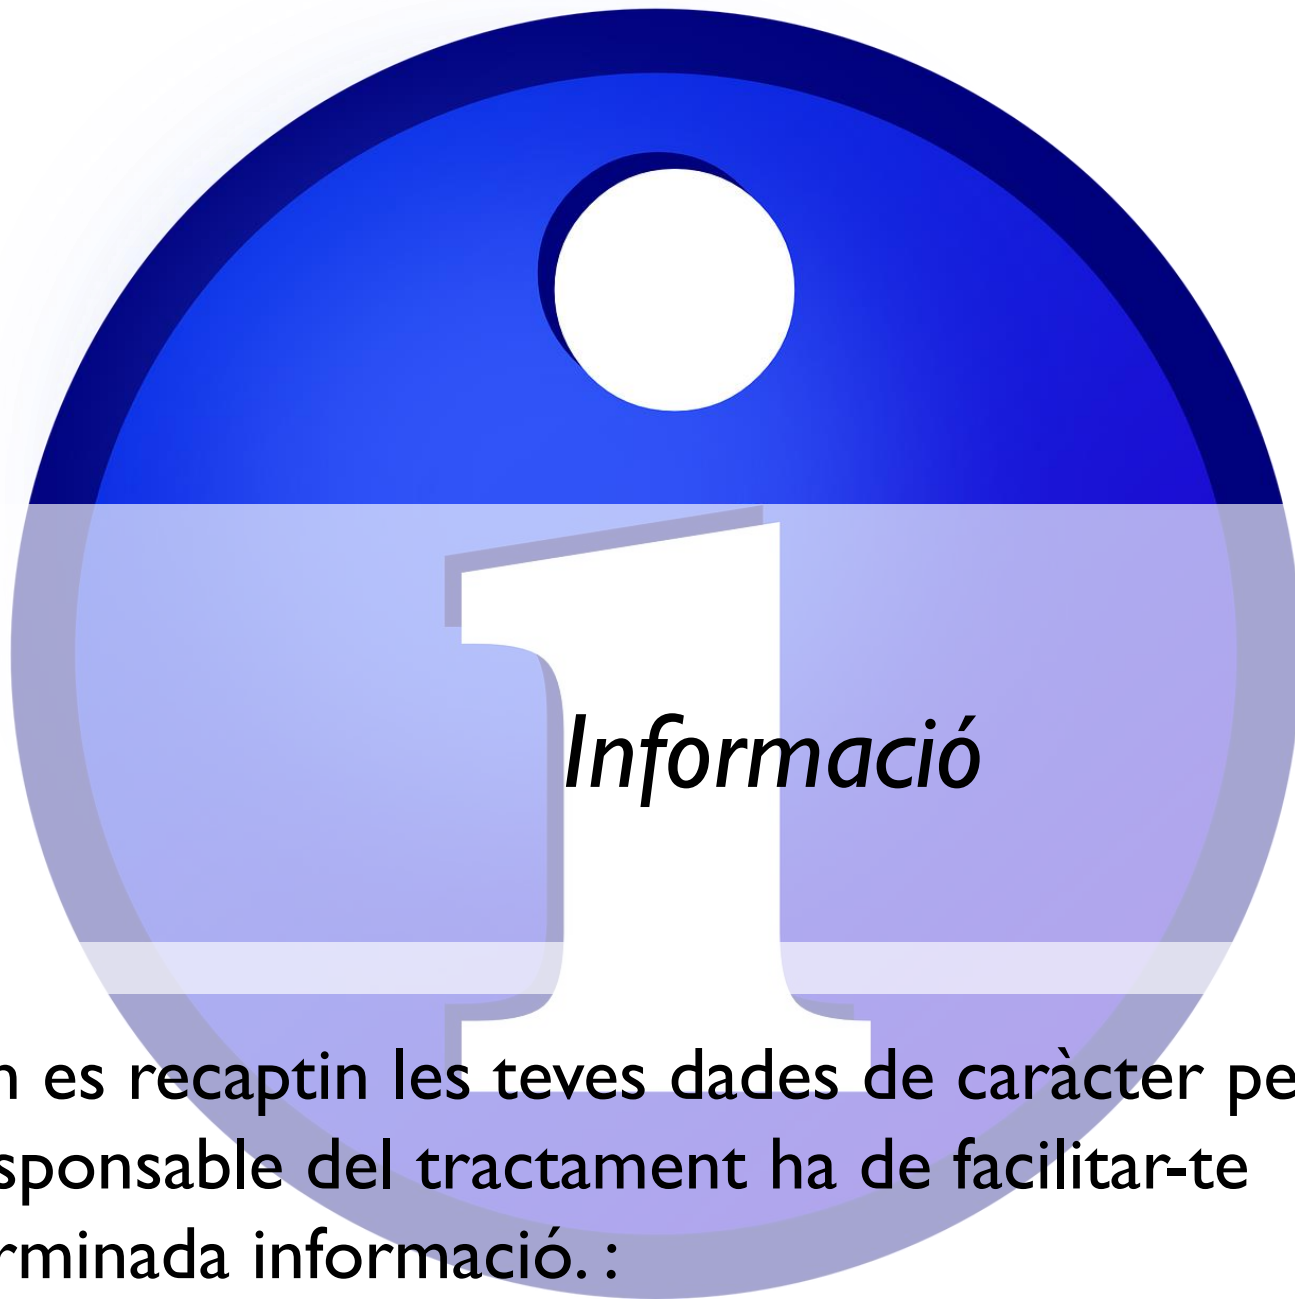 Informació
n es recaptin les teves dades de caràcter pe
sponsable del tractament ha de facilitar-te
rminada informació. :